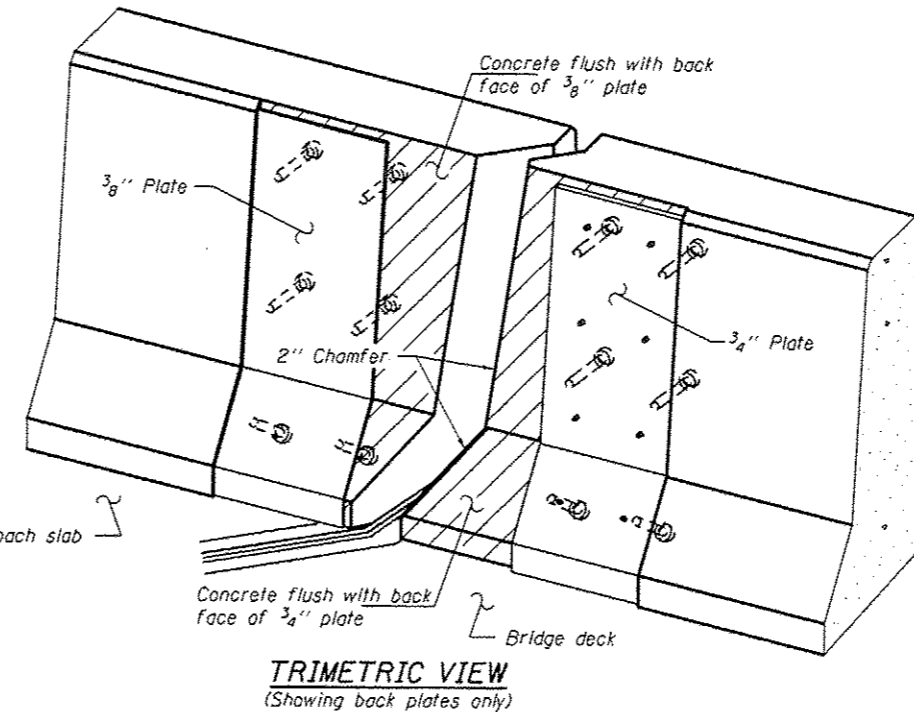 Concrete flush with back
face of 3/8" plate
3/8" Plate
3/4" Plate
2" Chamfer
slab
Concrete flush with back
face of 3/4" plate
Bridge deck
TRIMETRIC VIEW
(Showing back plates only)